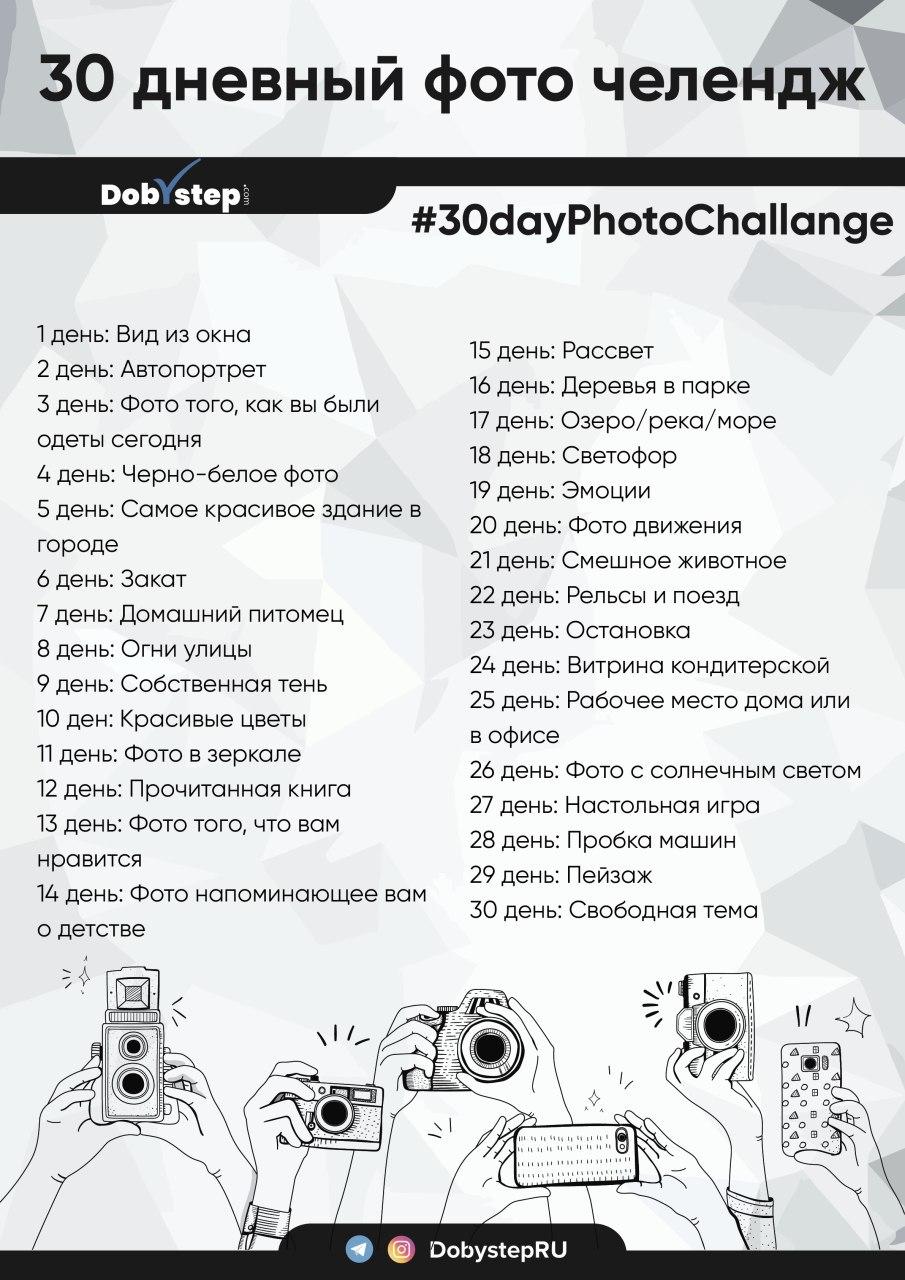 30 дневный фото челендж
Dobystep.com
#30dayPhotoChallange
1 день: Вид из окна
2 день: Автопортрет
3 день: Фото того, как вы были
одеты сегодня
4 день: Черно-белое фото
5 день: Самое красивое здание в
городе
6 день: Закат
7 день: Домашний питомец
8 день: Огни улицы
9 день: Собственная тень
10 ден: Красивые цветы
11 день: Фото в зеркале
12 день: Прочитанная книга
13 день: Фото того, что вам
нравится
14 день: Фото напоминающее вам
о детстве
15 день: Рассвет
16 день: Деревья в парке
17 день: Озеро/река/море
18 день: Светофор
19 день: Эмоции
20 день: Фото движения
21 день: Смешное животное
22 день: Рельсы и поезд
23 день: Остановка
24 день: Витрина кондитерской
25 день: Рабочее место дома или
в офисе
26 день: Фото с солнечным светом
27 день: Настольная игра
28 день: Пробка машин
29 день: Пейзаж
30 день: Свободная тема
DobystepRU